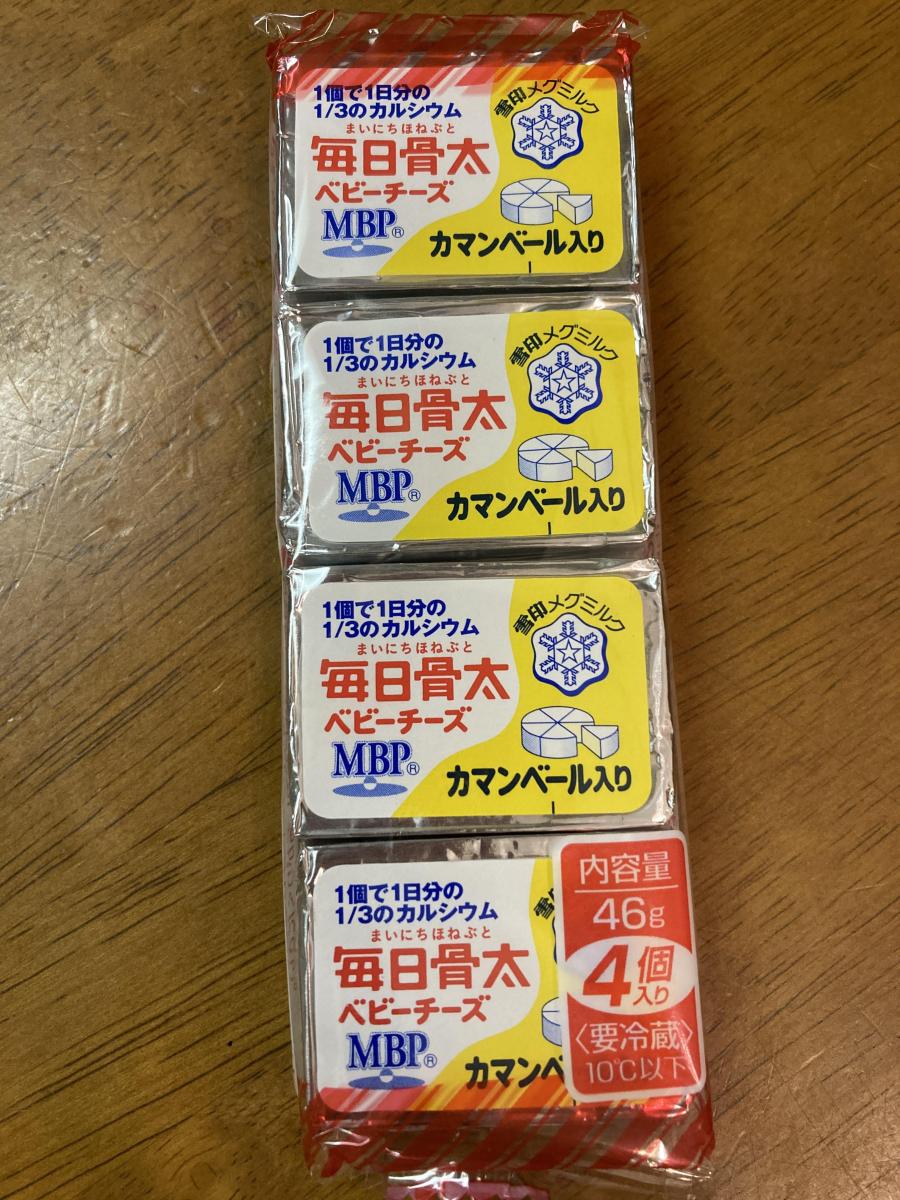 1個で1日分の
1/3のカルシウム
まいにちほねぶと
毎日骨太
ベビーチーズ
MBP®
雪印メグミルク
カマンベール入り
1個で1日分の
1/3のカルシウム
まいにちほねぶと
毎日骨太
ベビーチーズ
MBP®
雪印メグミルク
カマンベール入り
1個で1日分の
1/3のカルシウム
まいにちほねぶと
毎日骨太
ベビーチーズ
MBP®
雪印メグミルク
カマンベール入り
1個で1日分の
1/3のカルシウム
まいにちほねぶと
毎日骨太
ベビーチーズ
MBP®
カマン
内容量
46g
4個
入り
〈要冷蔵〉
10℃以下